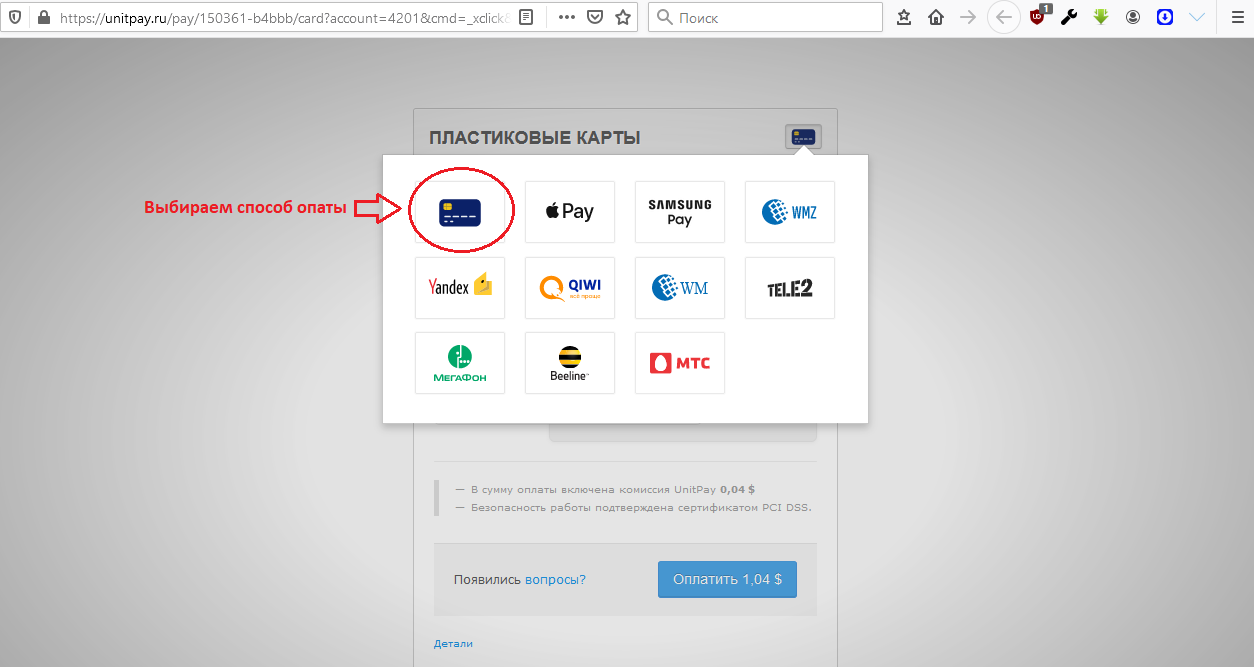 https://unitpay.ru/pay/150361-b4bbb/card?account=4201&cmd=_xclick&
Поиск
1
ПЛАСТИКОВЫЕ КАРТЫ
Выбираем способ опаты
Pay
SAMSUNG
Pay
WMZ
Yandex
QIWI
всё проще
WM
TELE2
МЕГАФОН
Beeline™
МТС
— В сумму оплаты включена комиссия UnitPay 0,04 $
— Безопасность работы подтверждена сертификатом PCI DSS.
Появились вопросы?
Оплатить 1,04 $
Детали